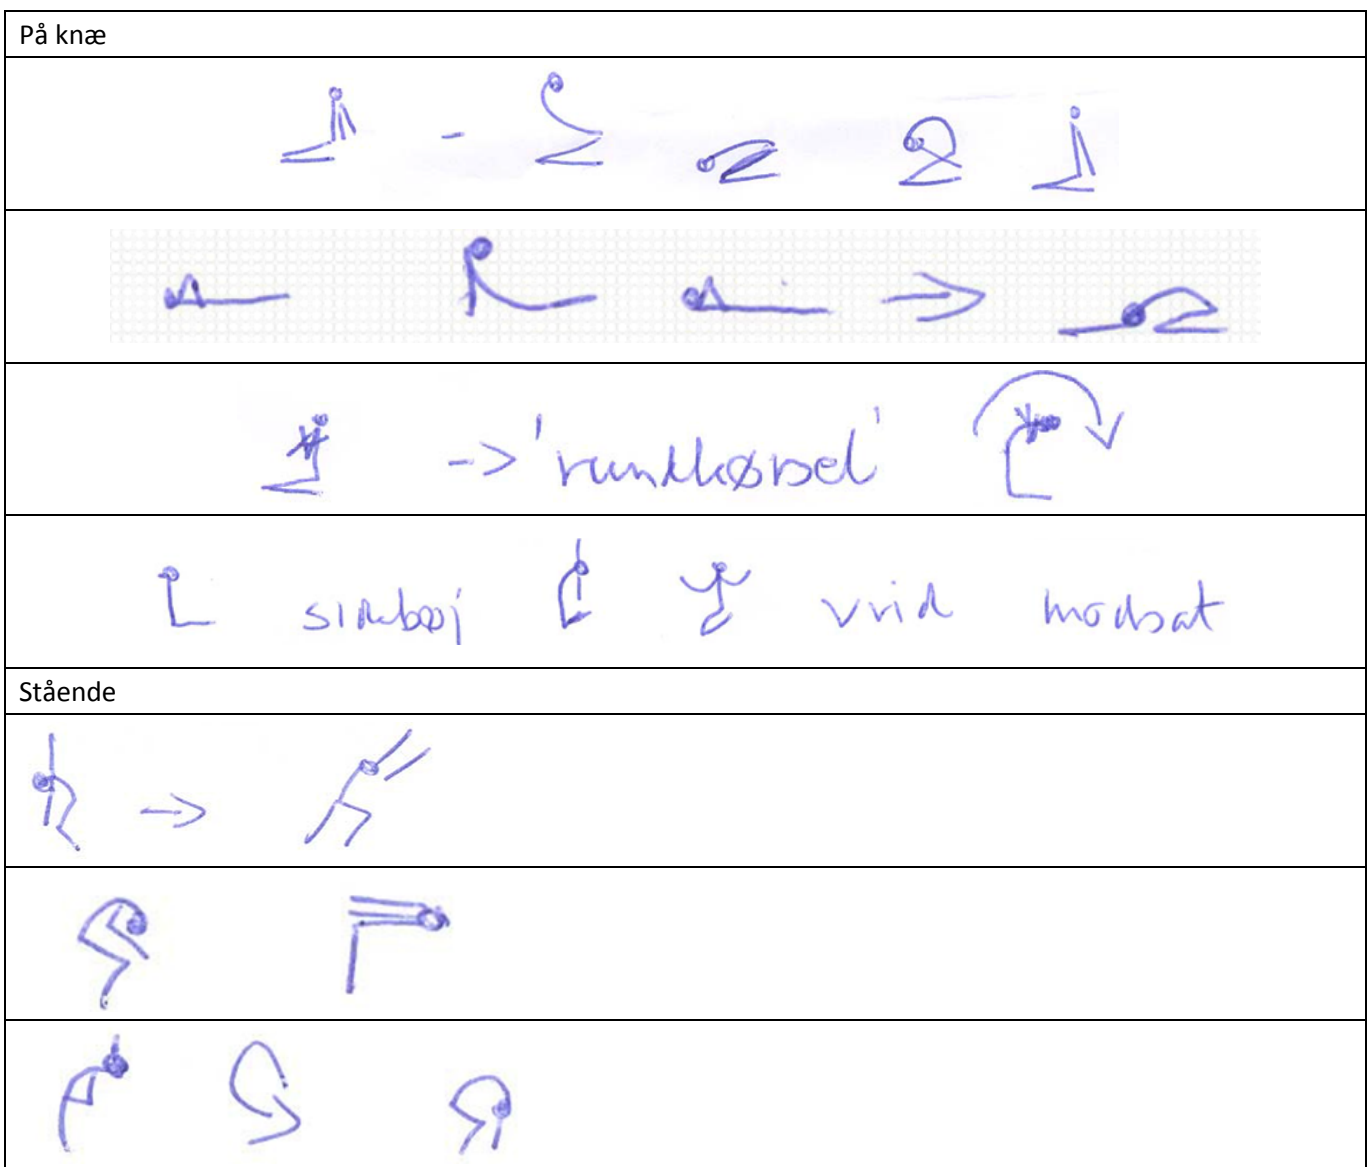 På knæ
-> 'rundkørsel'
sidebøj vrid modsat
Stående